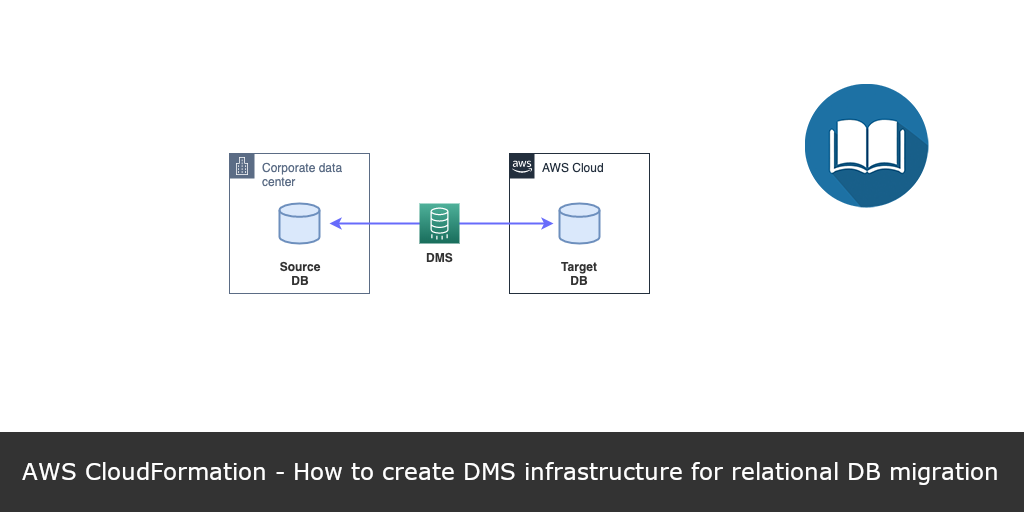 Corporate data
center
aws
AWS Cloud
Source
DB
DMS
Target
DB
AWS CloudFormation - How to create DMS infrastructure for relational DB migration